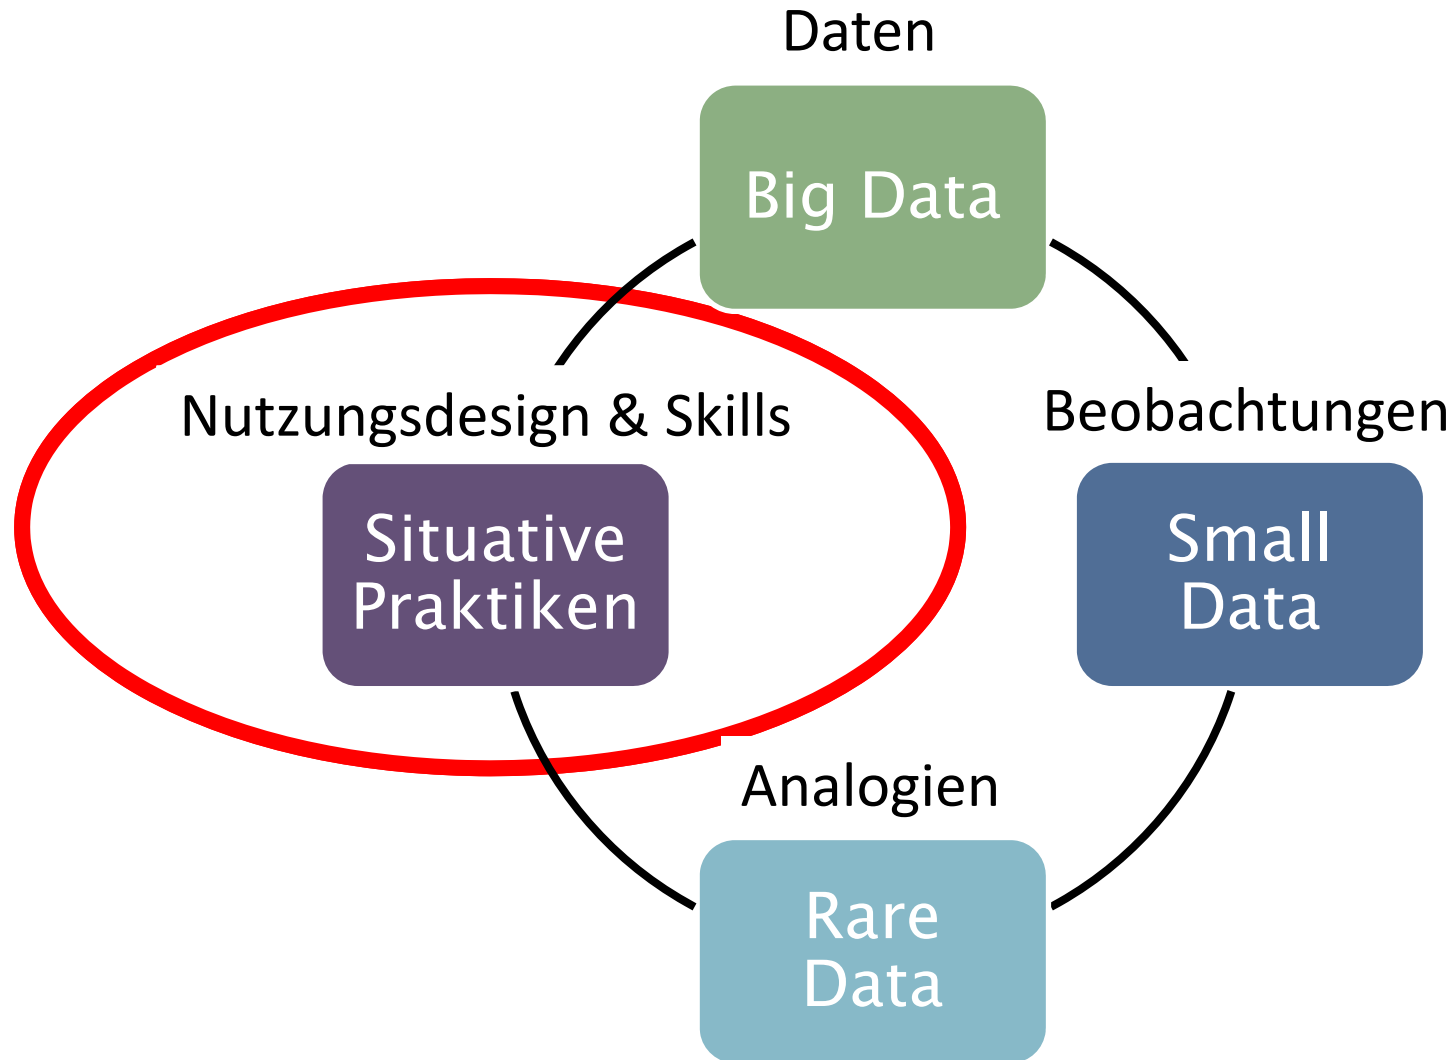 Daten
Big Data
Nutzungsdesign & Skills
Situative
Praktiken
Beobachtungen
Small
Data
Analogien
Rare
Data